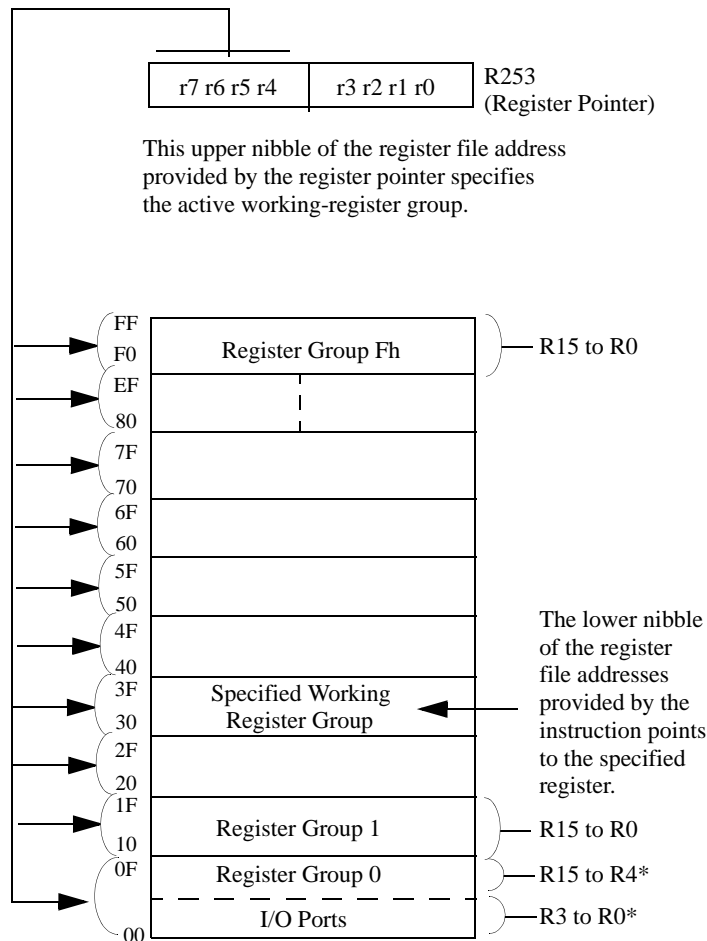 r7 r6 r5 r4
r3 r2 r1 r0
R253
(Register Pointer)
This upper nibble of the register file address
provided by the register pointer specifies
the active working-register group.
FF
F0
Register Group Fh
R15 to R0
EF
80
7F
70
6F
60
5F
50
4F
40
3F
30
Specified Working
Register Group
The lower nibble
of the register
file addresses
provided by the
instruction points
to the specified
register.
2F
20
1F
10
Register Group 1
R15 to R0
0F
Register Group 0
R15 to R4*
I/O Ports
R3 to R0*
00